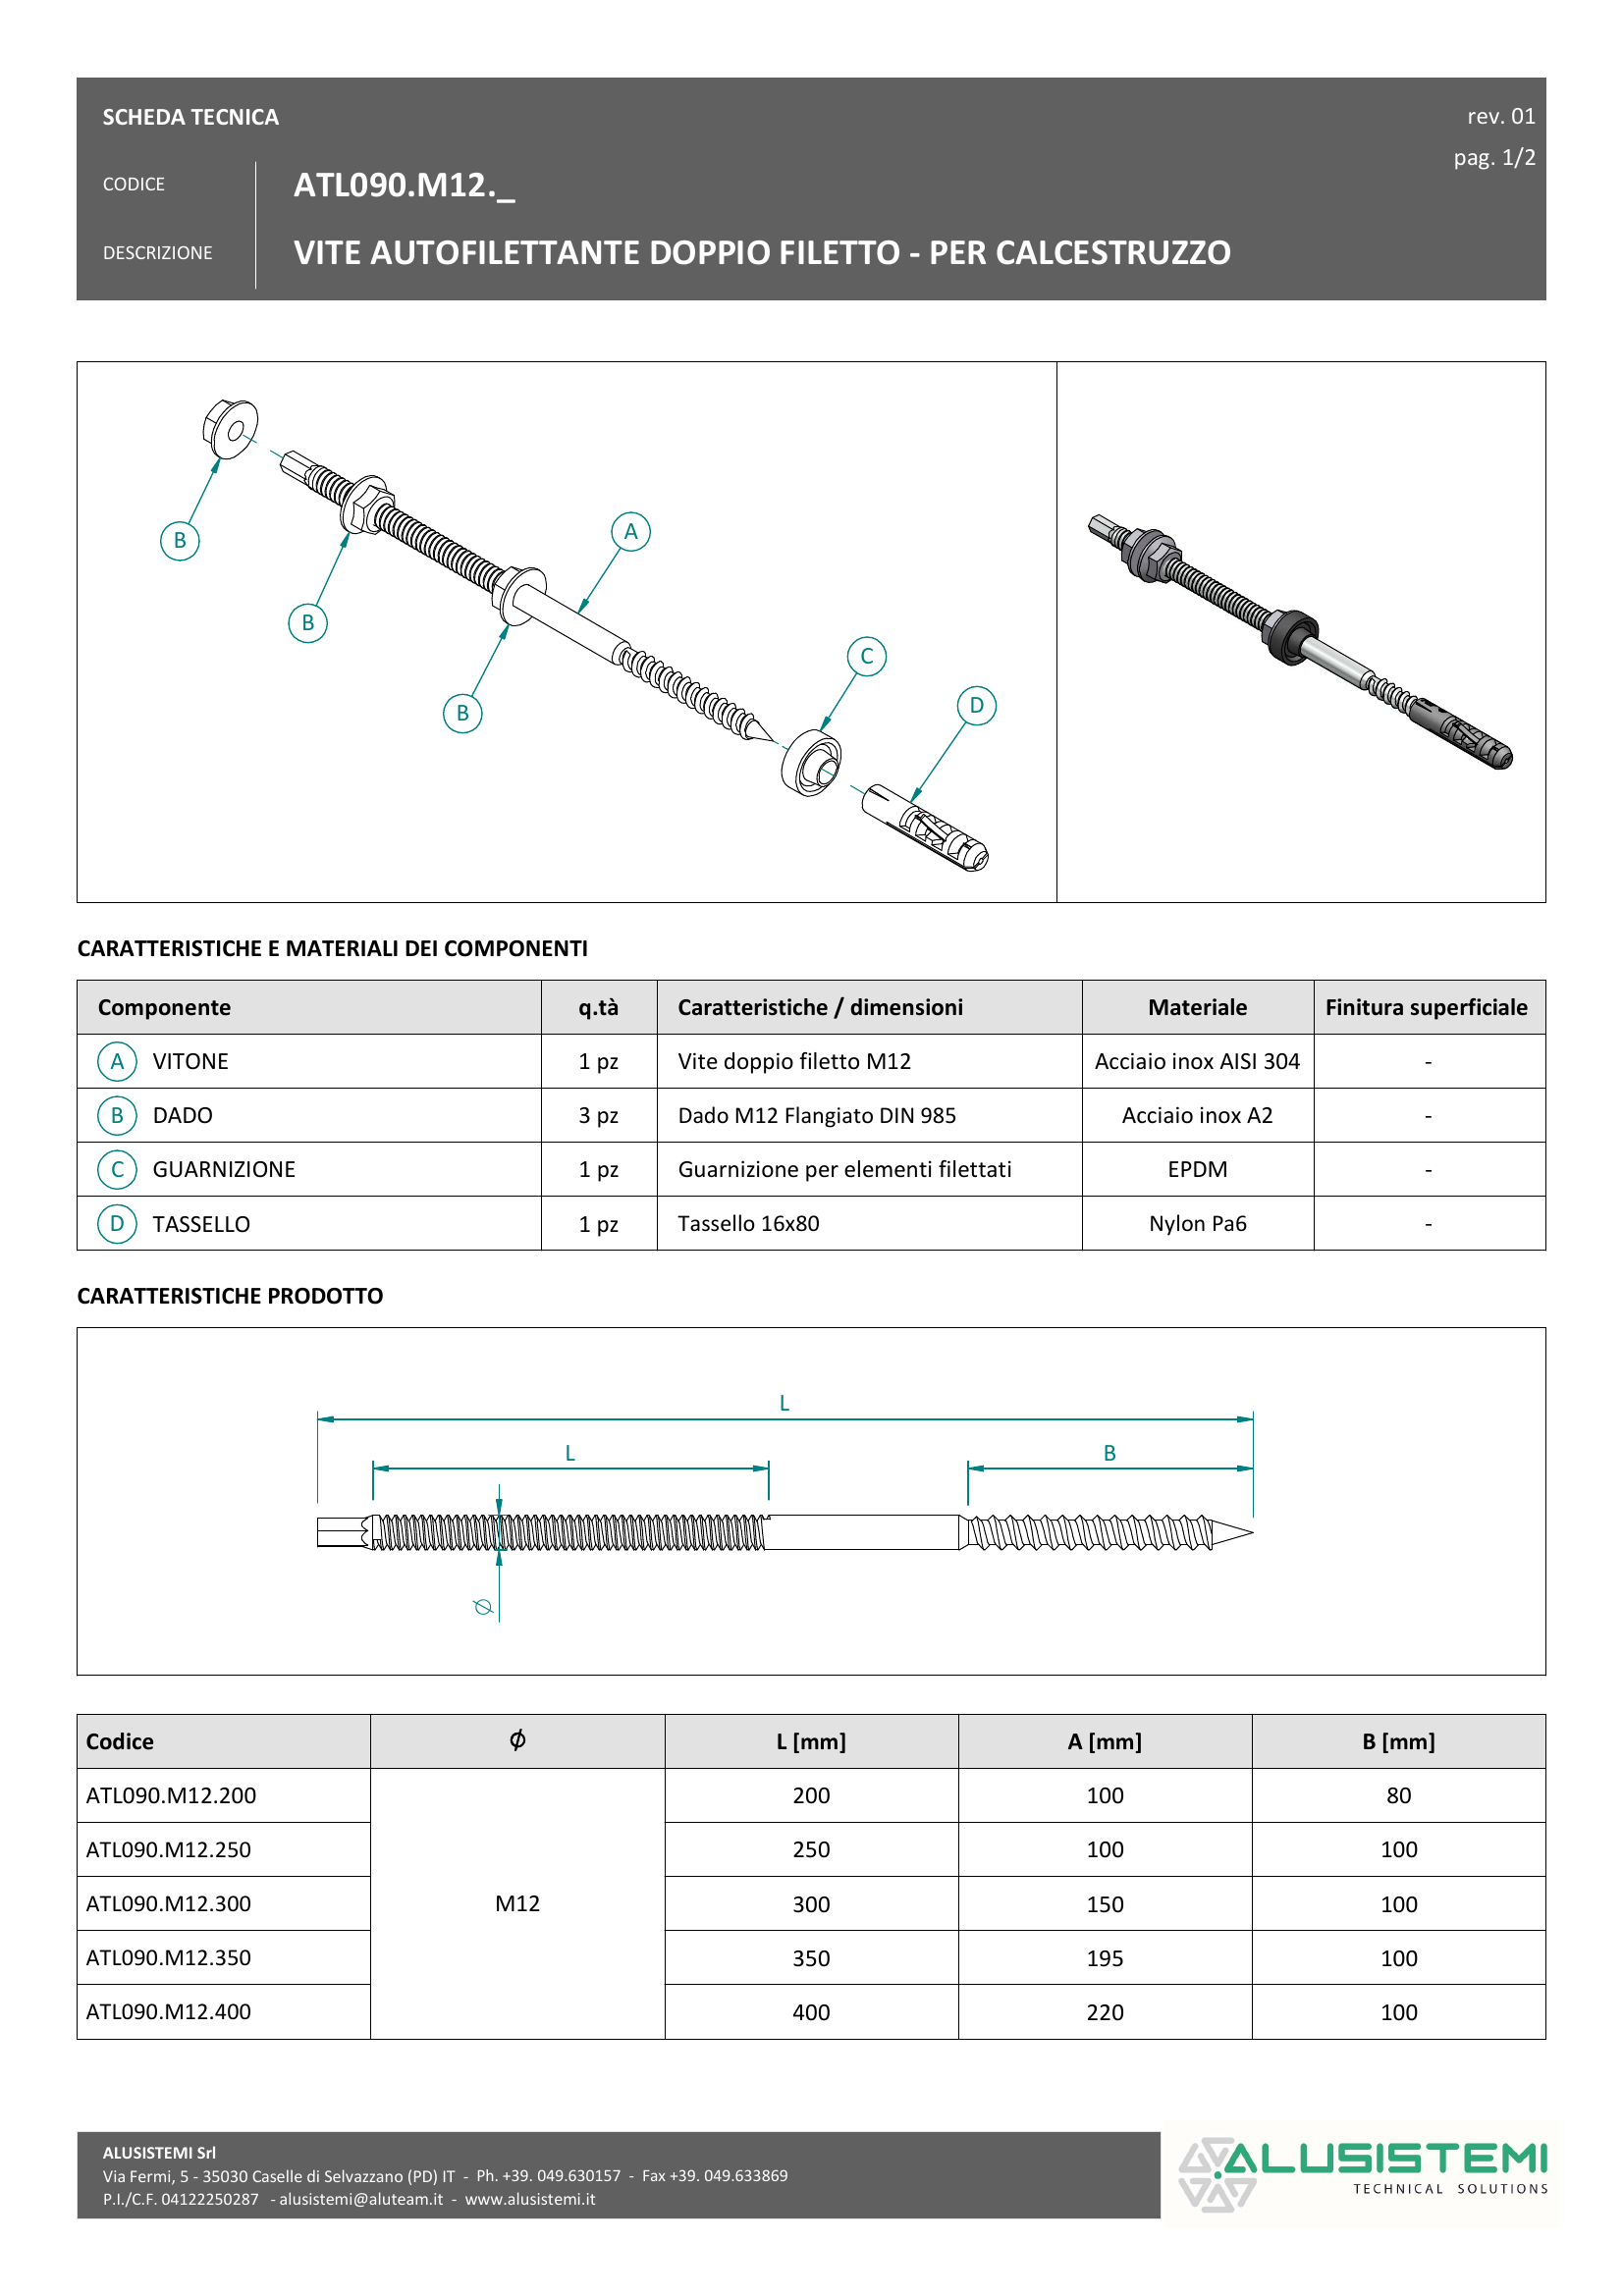 SCHEDA TECNICA
rev. 01
pag. 1/2
CODICE
ATL090.M12._
DESCRIZIONE
VITE AUTOFILETTANTE DOPPIO FILETTO - PER CALCESTRUZZO
B
B
B
A
C
D
CARATTERISTICHE E MATERIALI DEI COMPONENTI
Componente q.tà Caratteristiche / dimensioni Materiale Finitura superficiale
A VITONE 1 pz Vite doppio filetto M12 Acciaio inox AISI 304 -
B DADO 3 pz Dado M12 Flangiato DIN 985 Acciaio inox A2 -
C GUARNIZIONE 1 pz Guarnizione per elementi filettati EPDM -
D TASSELLO 1 pz Tassello 16x80 Nylon Pa6 -
CARATTERISTICHE PRODOTTO
L
L B
∅
Codice ∅ L [mm] A [mm] B [mm]
ATL090.M12.200 200 100 80
ATL090.M12.250 250 100 100
ATL090.M12.300 M12 300 150 100
ATL090.M12.350 350 195 100
ATL090.M12.400 400 220 100
ALUSISTEMI Srl
Via Fermi, 5 - 35030 Caselle di Selvazzano (PD) IT - Ph. +39. 049.630157 - Fax +39. 049.633869
P.I./C.F. 04122250287 - alusistemi@aluteam.it - www.alusistemi.it
ALUSISTEMI
TECHNICAL SOLUTIONS